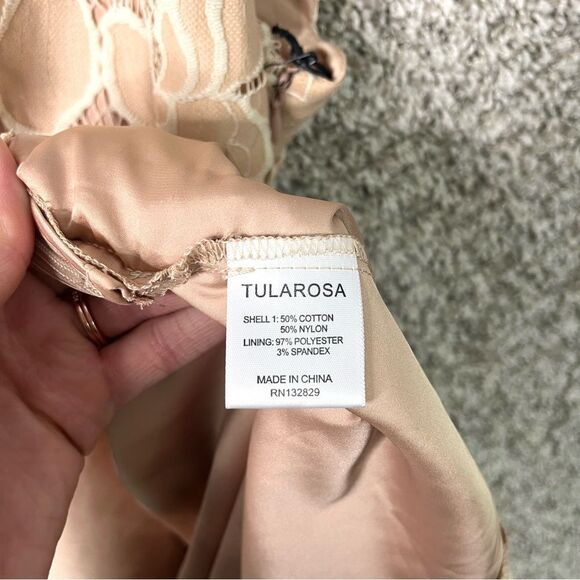 TULAROSA
SHELL 1: 50% COTTON
50% NYLON
LINING: 97% POLYESTER
3% SPANDEX
MADE IN CHINA
RN132829